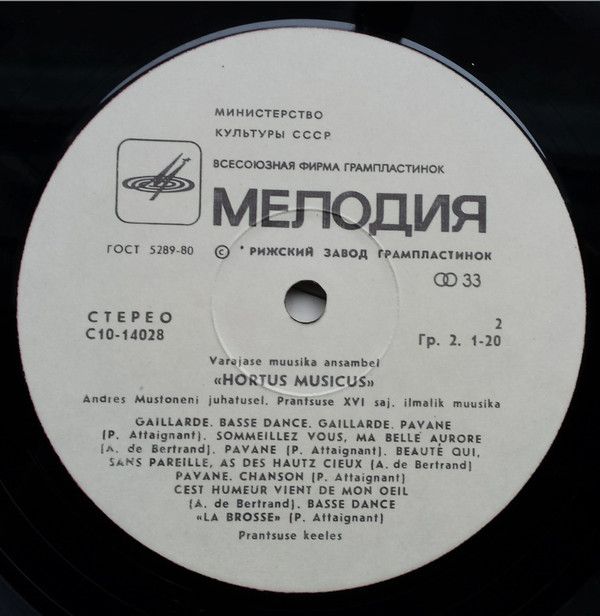 МИНИСТЕРСТВО
КУЛЬТУРЫ СССР
ВСЕСОЮЗНАЯ ФИРМА ГРАМПЛАСТИНОК
МЕЛОДИЯ
ГОСТ 5289-80 © * РИЖСКИЙ ЗАВОД ГРАМПЛАСТИНОК
33
СТЕРЕО
С10-14028
2
Гр. 2. 1-20
Varajase muusika ansambel
«HORTUS MUSICUS»
Andres Mustoneni juhatusel. Prantsuse XVI saj. ilmalik muusika
GAILLARDE. BASSE DANCE. GAILLARDE. PAVANE
(P. Attaignant). SOMMEILLEZ VOUS, MA BELLE AURORE
(A. de Bertrand). PAVANE (P. Attaignant). BEAUTÉ QUI,
SANS PAREILLE, AS DES HAUTZ CIEUX (A. de Bertrand)
PAVANE. CHANSON (P. Attaignant)
CEST HUMEUR VIENT DE MON OEIL
(A. de Bertrand). BASSE DANCE
«LA BROSSE» (P. Attaignant)
Prantsuse keeles